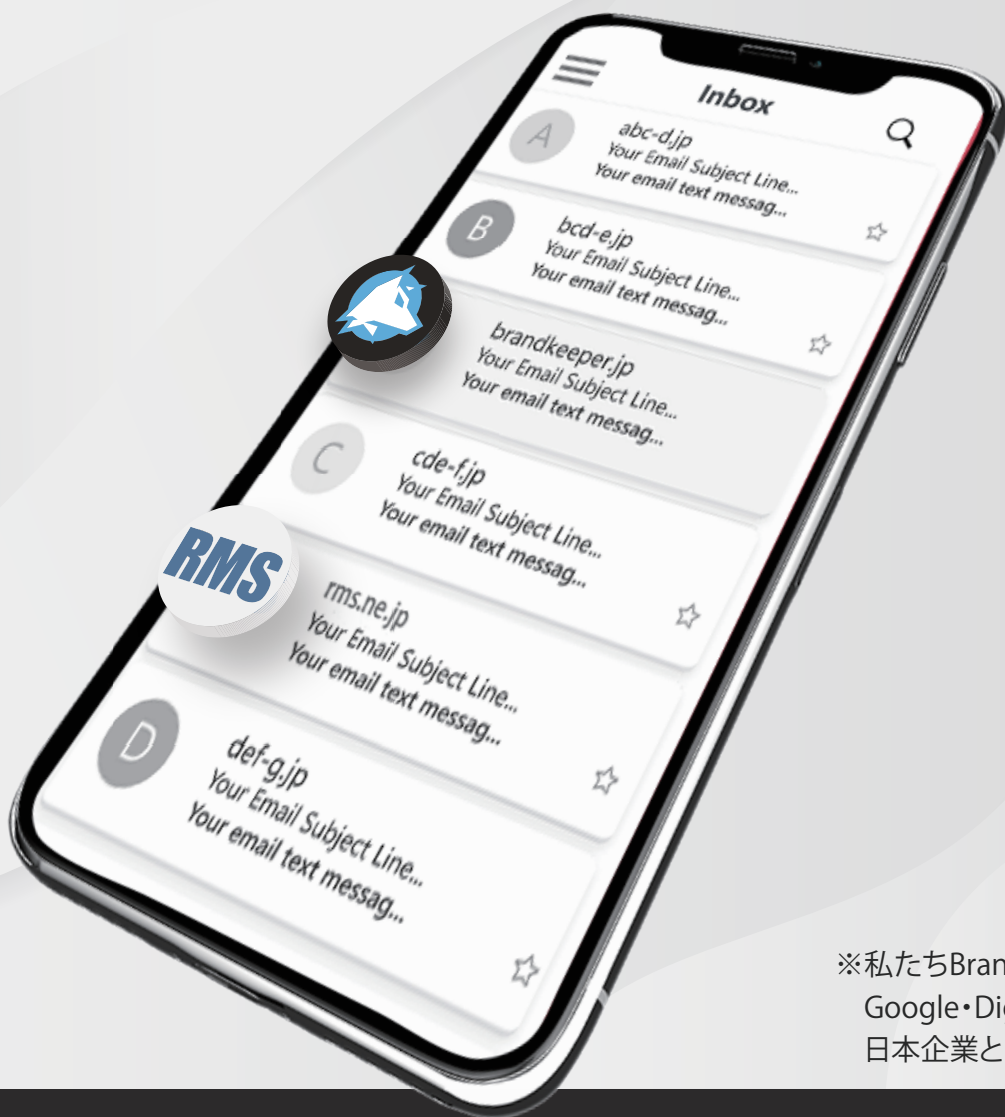 Inbox
A
abc-d.jp
Your Email Subject Line...
Your email text messag...
B
bcd-e.jp
Your Email Subject Line...
Your email text messag...
brandkeeper.jp
Your Email Subject Line...
Your email text messag...
C
cde-f.jp
Your Email Subject Line...
Your email text messag...
RMS
rms.ne.jp
Your Email Subject Line...
Your email text messag...
D
def-g.jp
Your Email Subject Line...
Your email text messag...
※私たちBran
Google・Di
日本企業と